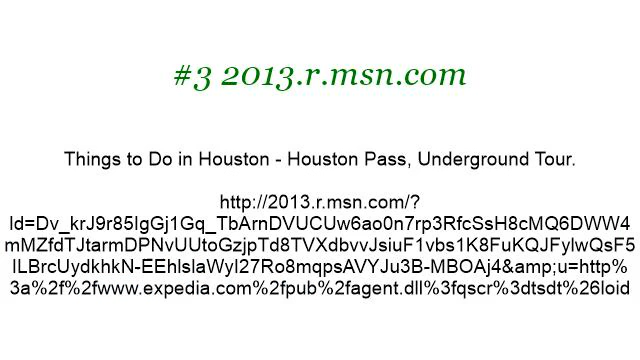 #3 2013.r.msn.com
Things to Do in Houston - Houston Pass, Underground Tour.
http://2013.r.msn.com/?
ld=Dv_krJ9r85IgGj1Gq_TbArnDVUCUw6ao0n7rp3RfcSsH8cMQ6DWW4
mMZfdTJtarmDPNvUUtoGzjpTd8TVXdbvvJsiuF1vbs1K8FuKQJFylwQsF5
ILBrcUydkhkN-EEhlslaWyI27Ro8mqpsAVYJu3B-MBOAj4&amp;u=http%
3a%2f%2fwww.expedia.com%2fpub%2fagent.dll%3fqscr%3dtsdt%26loid